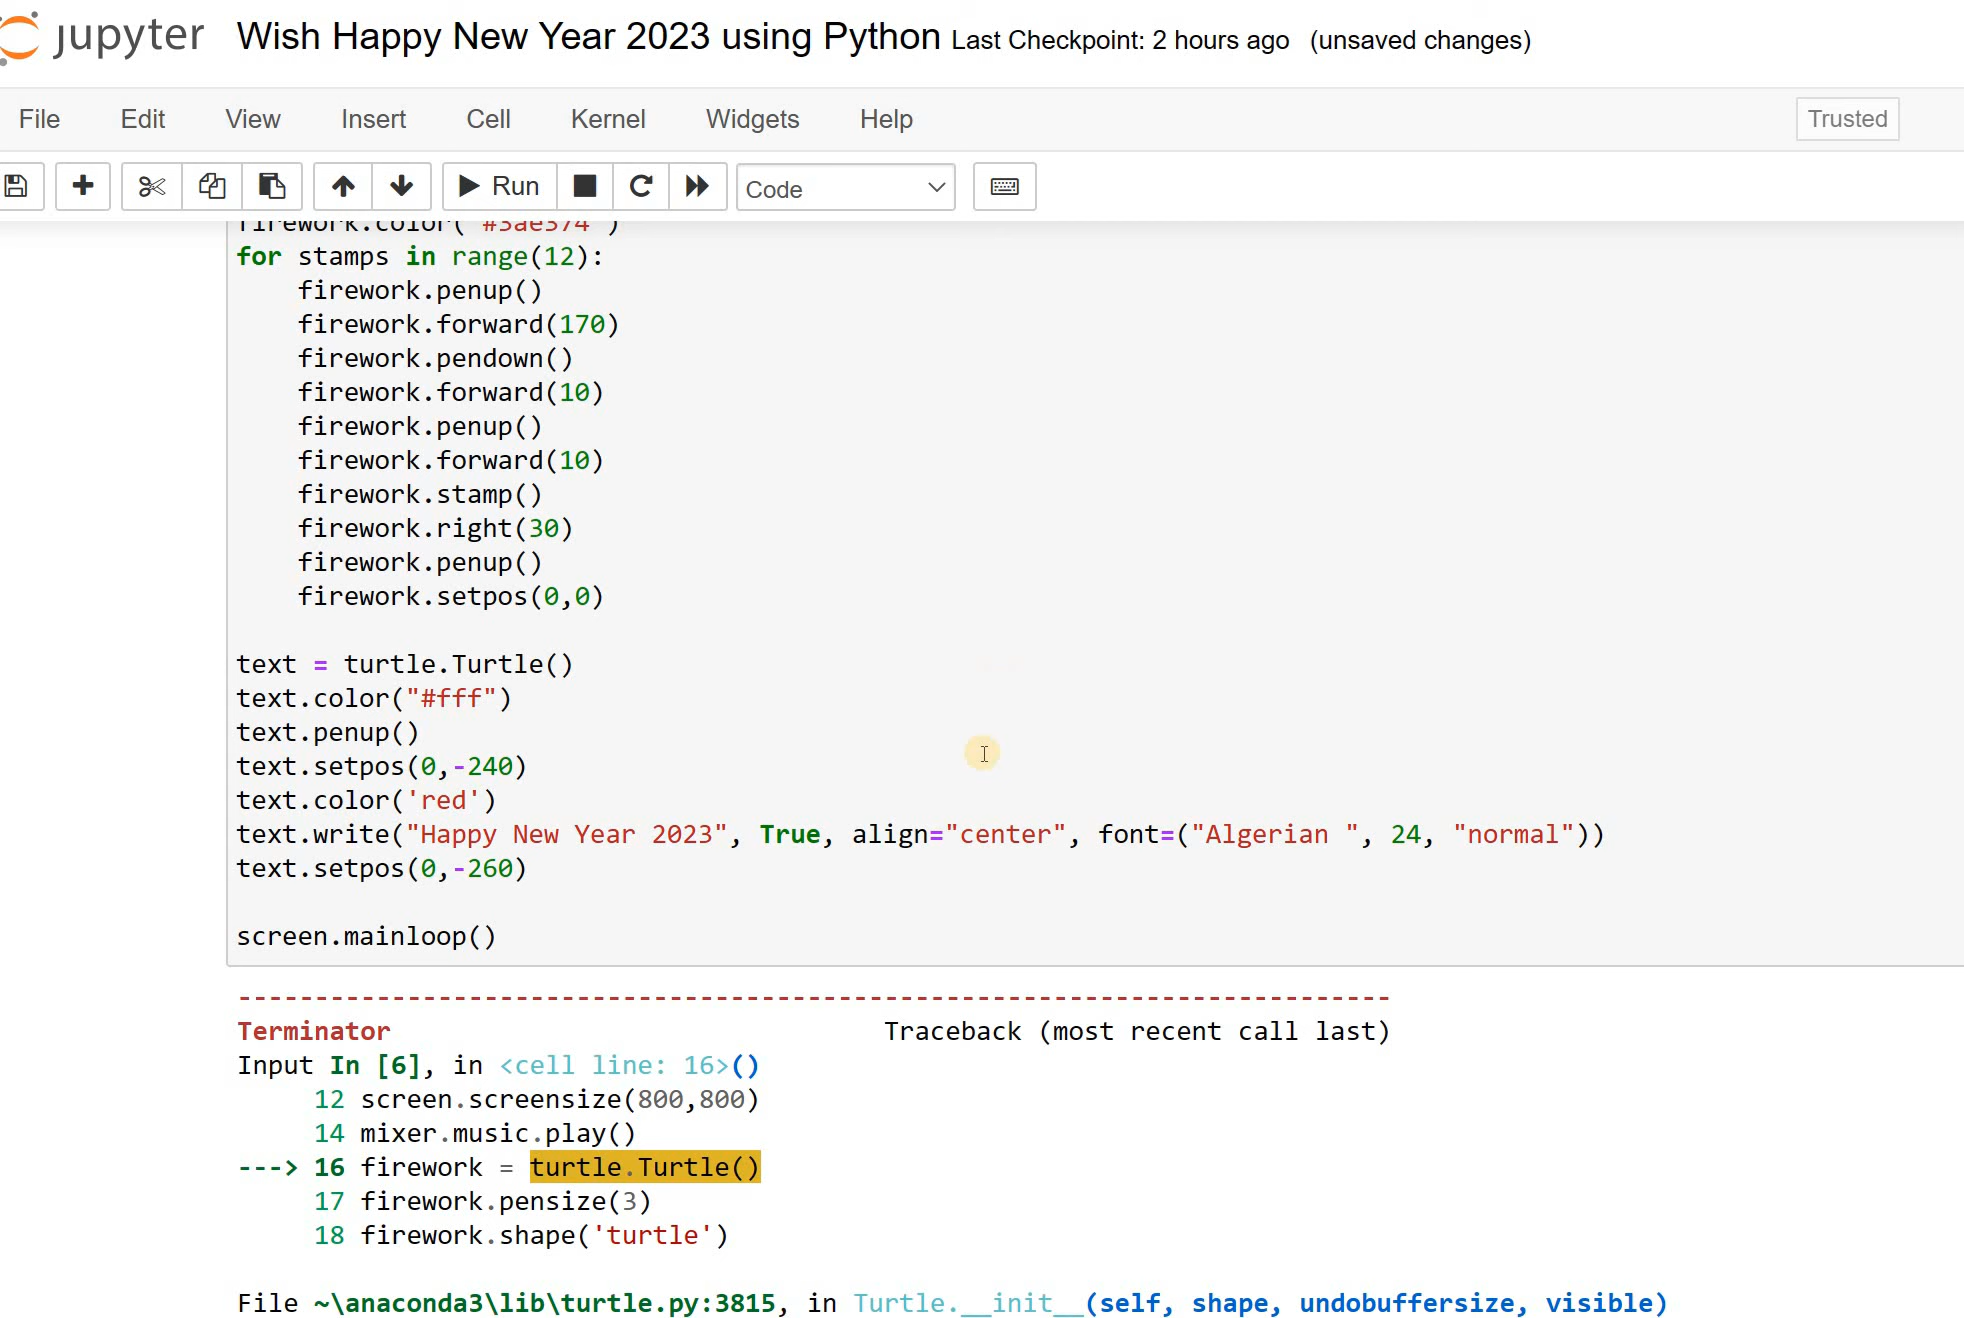 jupyter Wish Happy New Year 2023 using Python Last Checkpoint: 2 hours ago (unsaved changes)
File Edit View Insert Cell Kernel Widgets Help Trusted
Run Code
firework.color("#3ae374")
for stamps in range(12):
    firework.penup()
    firework.forward(170)
    firework.pendown()
    firework.forward(10)
    firework.penup()
    firework.forward(10)
    firework.stamp()
    firework.right(30)
    firework.penup()
    firework.setpos(0,0)
text = turtle.Turtle()
text.color("#fff")
text.penup()
text.setpos(0,-240)
text.color('red')
text.write("Happy New Year 2023", True, align="center", font=("Algerian ", 24, "normal"))
text.setpos(0,-260)
screen.mainloop()
---------------------------------------------------------------------------
Terminator Traceback (most recent call last)
Input In [6], in <cell line: 16>()
     12 screen.screensize(800,800)
     14 mixer.music.play()
---> 16 firework = turtle.Turtle()
     17 firework.pensize(3)
     18 firework.shape('turtle')
File ~\anaconda3\lib\turtle.py:3815, in Turtle.__init__(self, shape, undobuffersize, visible)